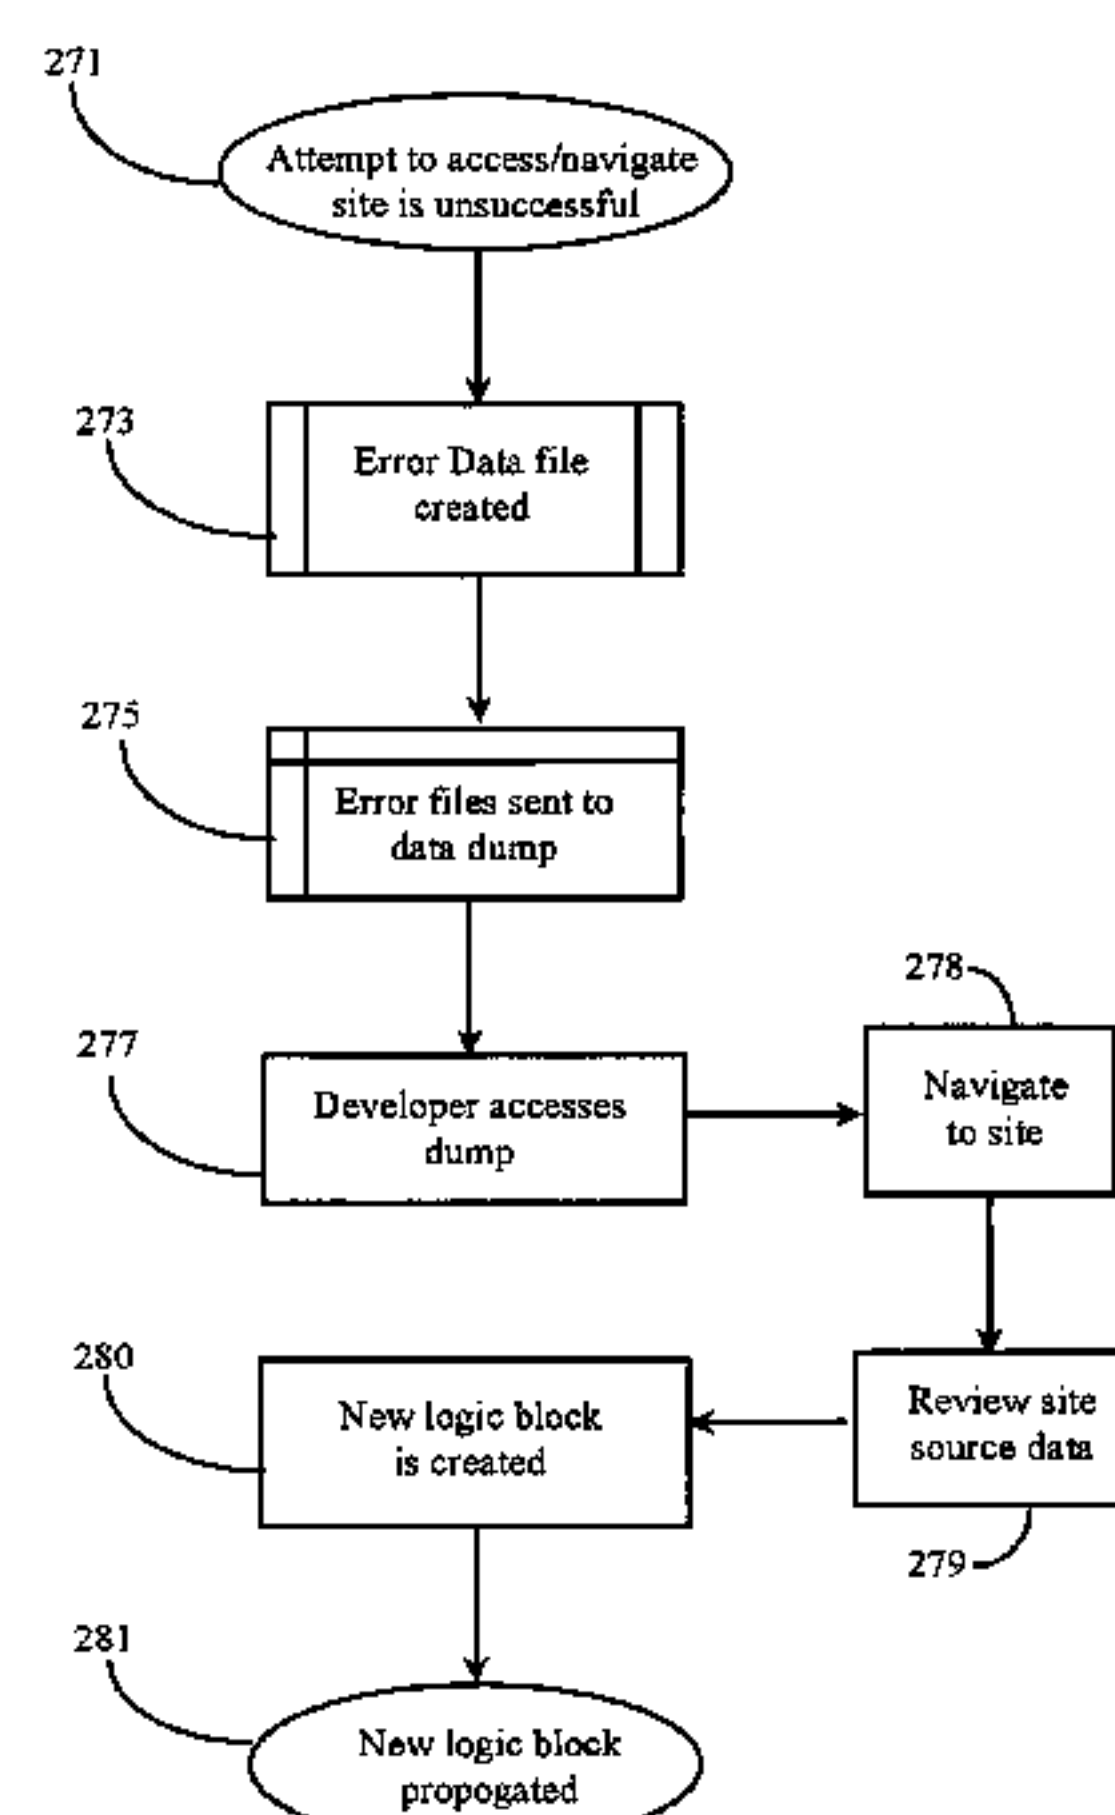 271
Attempt to access/navigate
site is unsuccessful
273
Error Data file
created
275
Error files sent to
data dump
277
Developer accesses
dump
278
Navigate
to site
279
Review site
source data
280
New logic block
is created
281
New logic block
propogated